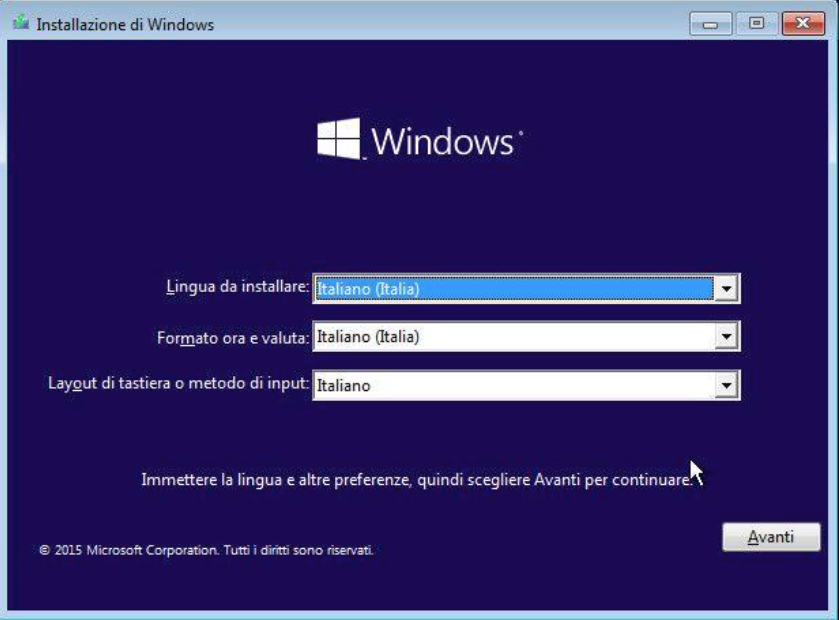 Installazione di Windows
Windows
Lingua da installare: Italiano (Italia)
Formato ora e valuta: Italiano (Italia)
Layout di tastiera o metodo di input: Italiano
Immettere la lingua e altre preferenze, quindi scegliere Avanti per continuare.
Avanti
© 2015 Microsoft Corporation. Tutti i diritti sono riservati.